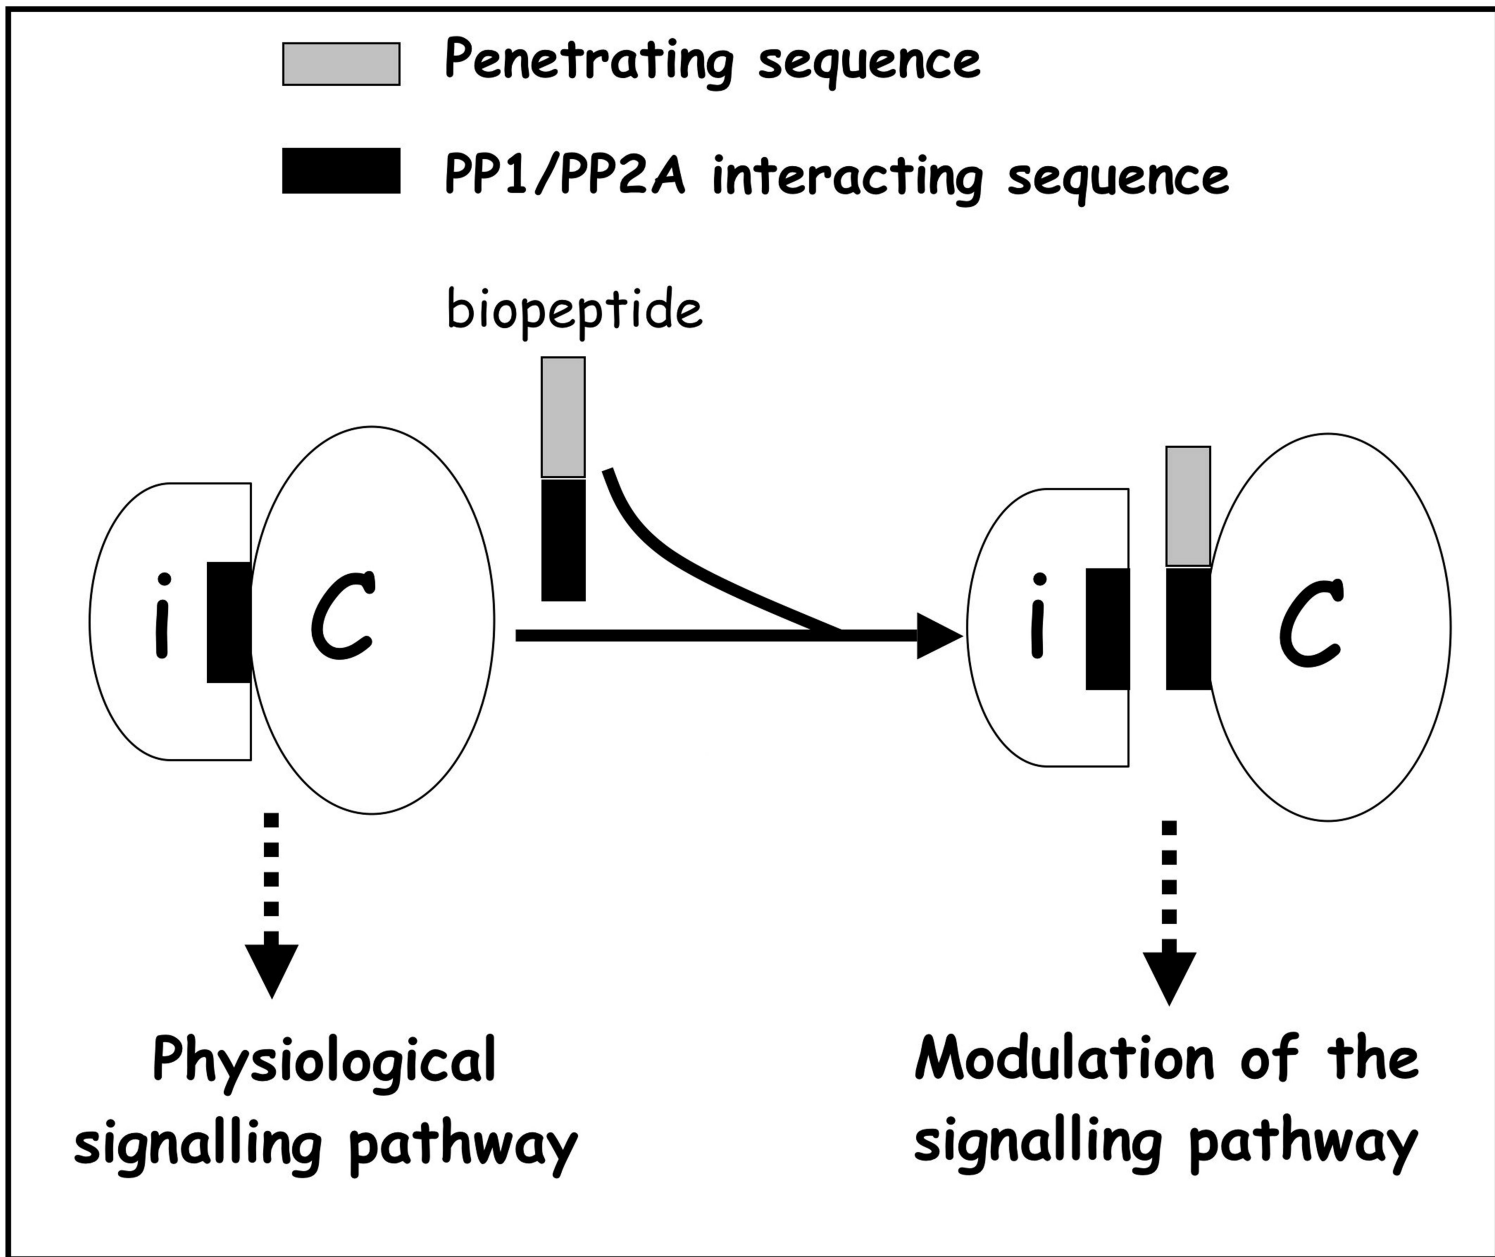 Penetrating sequence
PP1/PP2A interacting sequence
biopeptide
i
C
i
C
Physiological
signalling pathway
Modulation of the
signalling pathway